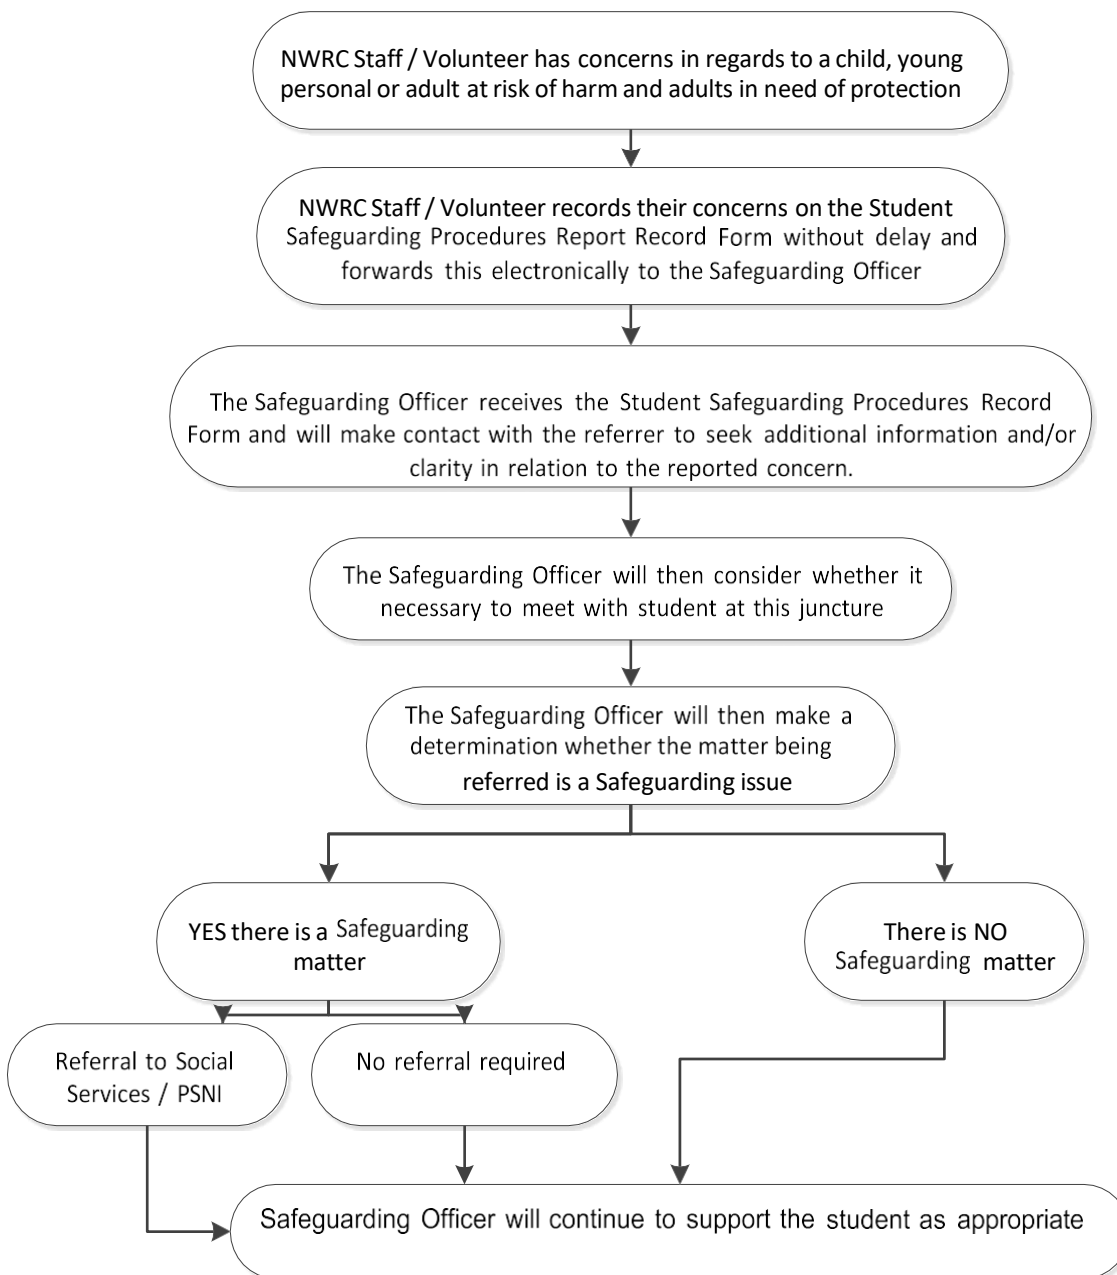 NWRC Staff / Volunteer has concerns in regards to a child, young
personal or adult at risk of harm and adults in need of protection
NWRC Staff / Volunteer records their concerns on the Student
Safeguarding Procedures Report Record Form without delay and
forwards this electronically to the Safeguarding Officer
The Safeguarding Officer receives the Student Safeguarding Procedures Record
Form and will make contact with the referrer to seek additional information and/or
clarity in relation to the reported concern.
The Safeguarding Officer will then consider whether it
necessary to meet with student at this juncture
The Safeguarding Officer will then make a
determination whether the matter being
referred is a Safeguarding issue
YES there is a Safeguarding
matter
There is NO
Safeguarding matter
Referral to Social
Services / PSNI
No referral required
Safeguarding Officer will continue to support the student as appropriate